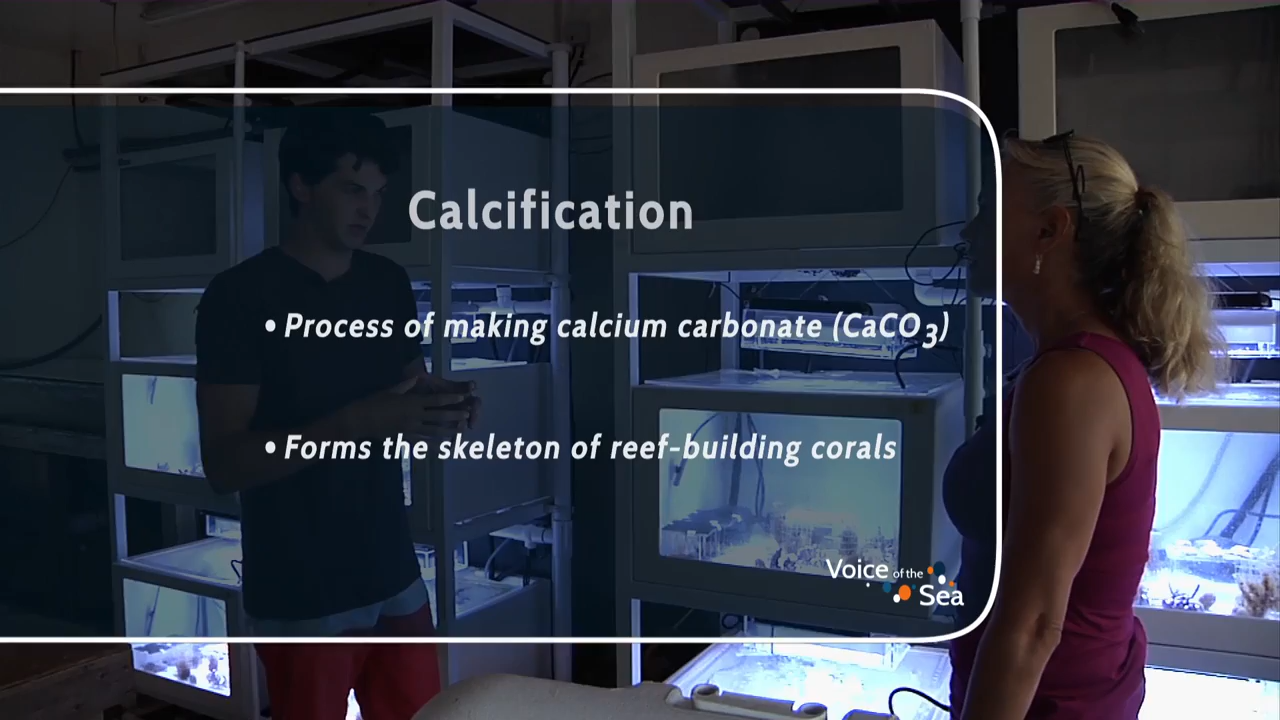 Calcification
• Process of making calcium carbonate (CaCO3)
• Forms the skeleton of reef-building corals
Voice of the
Sea